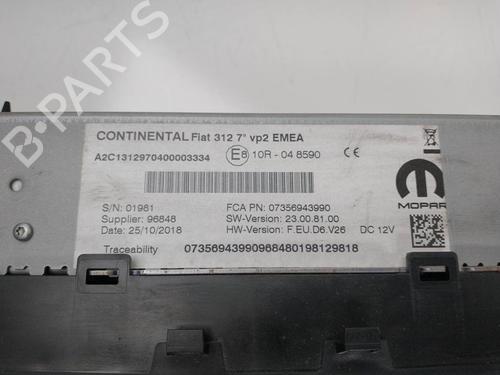 CONTINENTAL Fiat 312 7" vp2 EMEA
A2C1312970400003334 E8 10R - 04 8590 CE
S/N: 01981 FCA PN: 07356943990
Supplier: 96848 SW-Version: 23.00.81.00
Date: 25/10/2018 HW-Version: F.EU.D6.V26 DC 12V
Traceability 07356943990968480198129818
MOPAR
B-PARTS